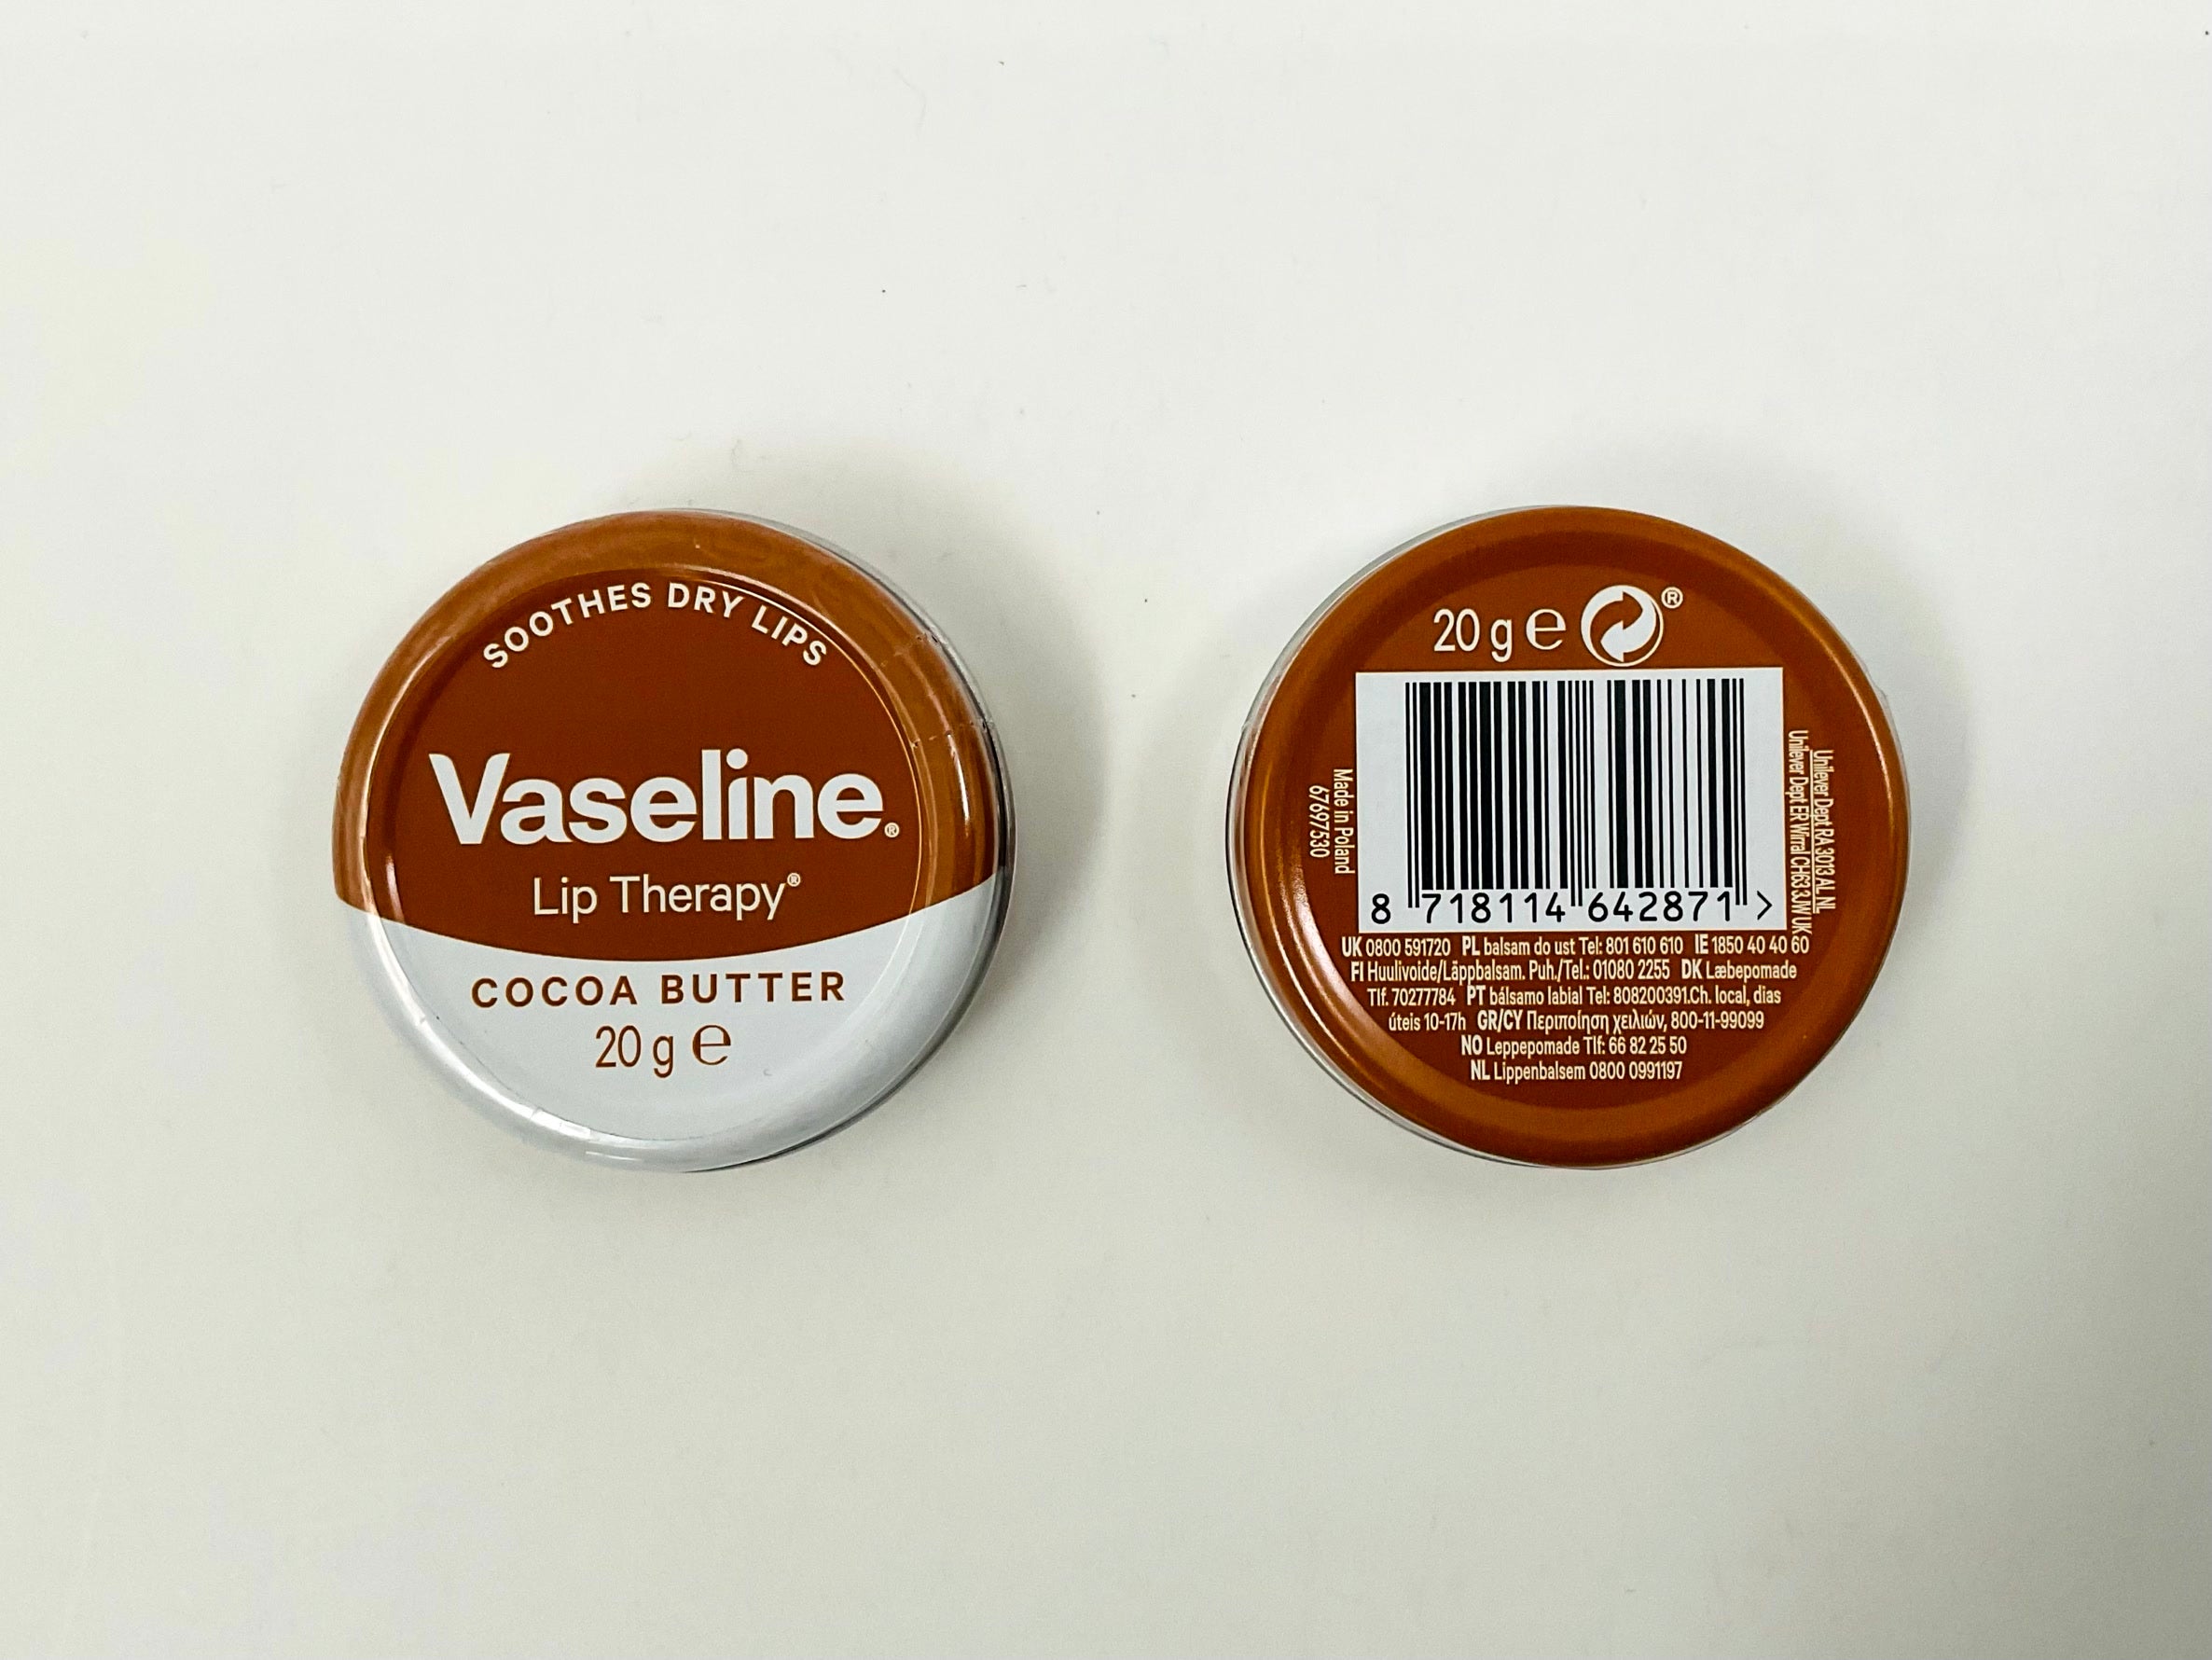 SOOTHES DRY LIPS
Vaseline®
Lip Therapy®
COCOA BUTTER
20 g ℮
20 g ℮ ®
8 718114 642871 >
Made in Poland
67697530
Unilever Dept RA 3013 AL NL
Unilever Dept ER Wirral CH63 3JW UK
UK 0800 591720 PL balsam do ust Tel: 801 610 610 IE 1850 40 40 60
FI Huulivoide/Läppbalsam. Puh./Tel.: 01080 2255 DK Læbepomade
Tlf. 70277784 PT bálsamo labial Tel: 808200391.Ch. local, dias
úteis 10-17h GR/CY Περιποίηση χειλιών, 800-11-99099
NO Leppepomade Tlf: 66 82 25 50
NL Lippenbalsem 0800 0991197